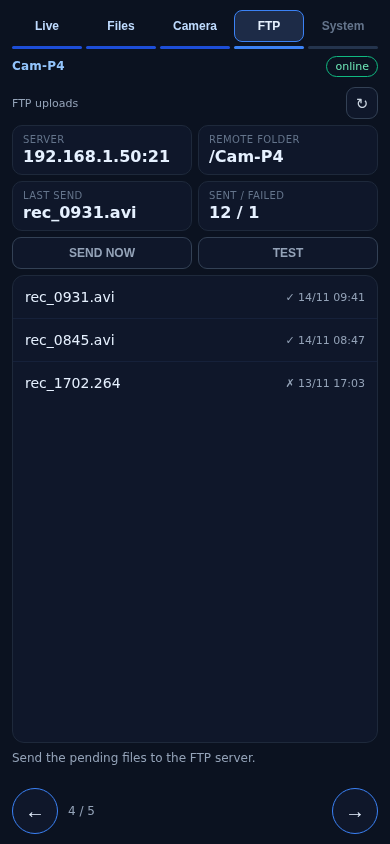 Live Files Camera FTP System
Cam-P4 online
FTP uploads ↻
SERVER REMOTE FOLDER
192.168.1.50:21 /Cam-P4
LAST SEND SENT / FAILED
rec_0931.avi 12 / 1
SEND NOW TEST
rec_0931.avi ✓ 14/11 09:41
rec_0845.avi ✓ 14/11 08:47
rec_1702.264 ✗ 13/11 17:03
Send the pending files to the FTP server.
← 4 / 5 →